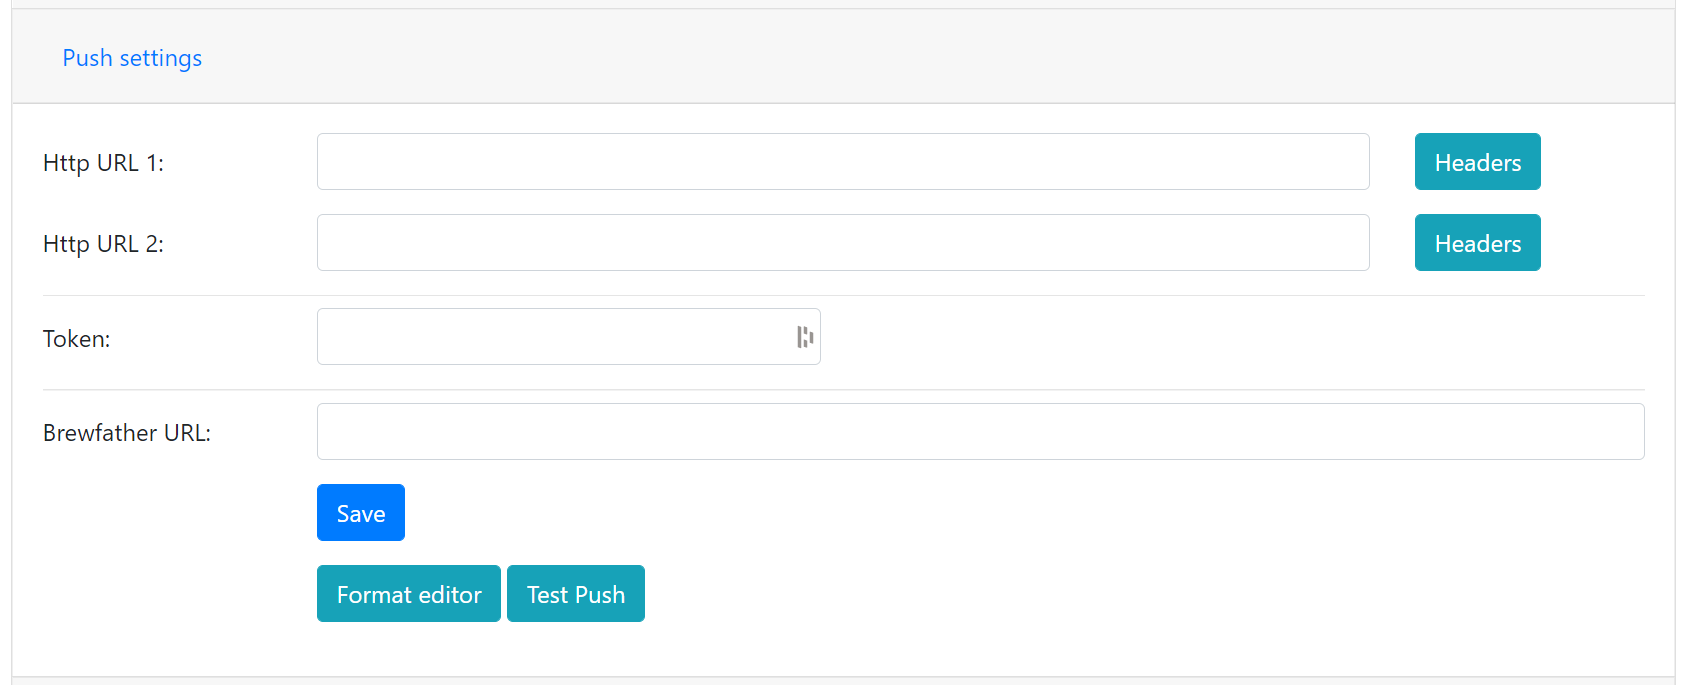 Push settings
Http URL 1: Headers
Http URL 2: Headers
Token:
Brewfather URL:
Save
Format editor Test Push